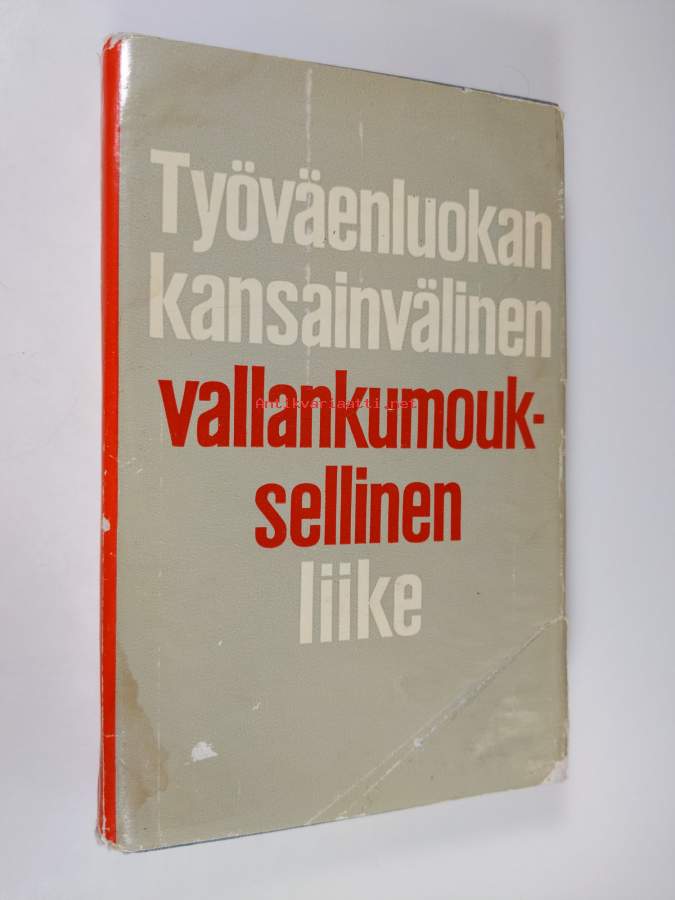 Työväenluokan
kansainvälinen
vallankumouk-
Antikvariaatti.net
sellinen
liike